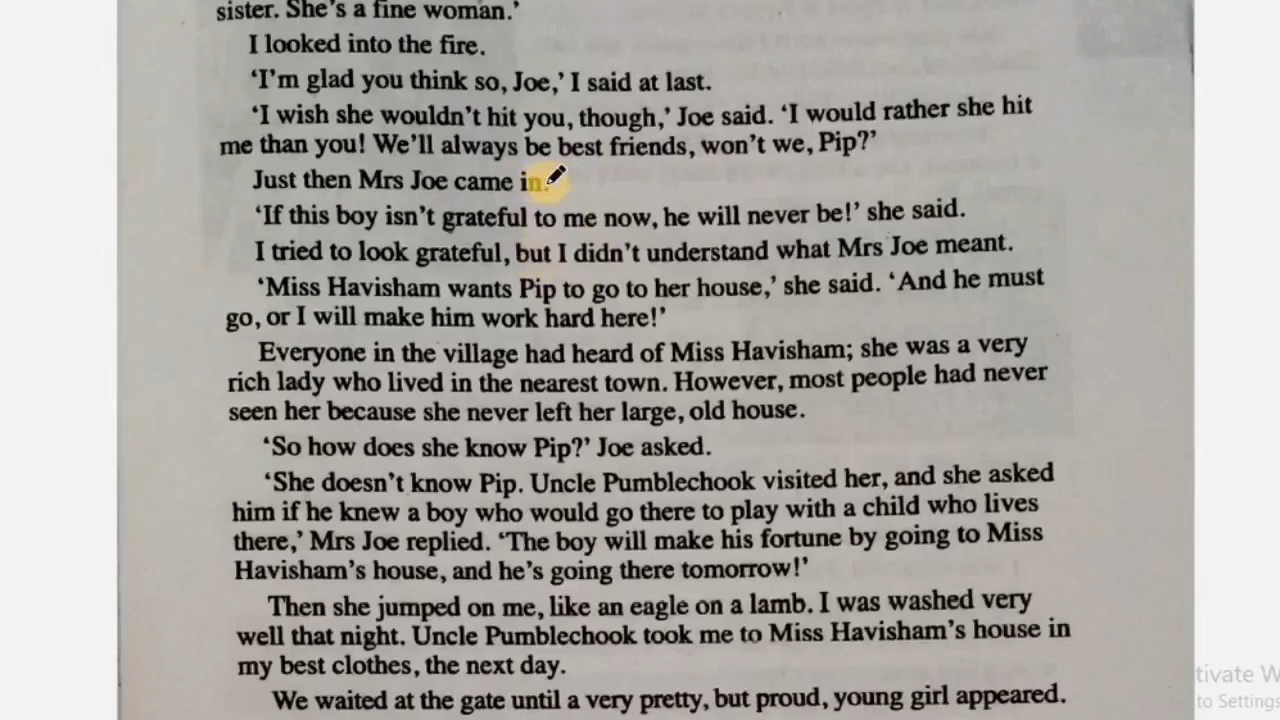 sister. She's a fine woman.'
I looked into the fire.
'I'm glad you think so, Joe,' I said at last.
'I wish she wouldn't hit you, though,' Joe said. 'I would rather she hit
me than you! We'll always be best friends, won't we, Pip?'
Just then Mrs Joe came in.
'If this boy isn't grateful to me now, he will never be!' she said.
I tried to look grateful, but I didn't understand what Mrs Joe meant.
'Miss Havisham wants Pip to go to her house,' she said. 'And he must
go, or I will make him work hard here!'
Everyone in the village had heard of Miss Havisham; she was a very
rich lady who lived in the nearest town. However, most people had never
seen her because she never left her large, old house.
'So how does she know Pip?' Joe asked.
'She doesn't know Pip. Uncle Pumblechook visited her, and she asked
him if he knew a boy who would go there to play with a child who lives
there,' Mrs Joe replied. 'The boy will make his fortune by going to Miss
Havisham's house, and he's going there tomorrow!'
Then she jumped on me, like an eagle on a lamb. I was washed very
well that night. Uncle Pumblechook took me to Miss Havisham's house in
my best clothes, the next day.
We waited at the gate until a very pretty, but proud, young girl appeared.
tivate W
to Settings